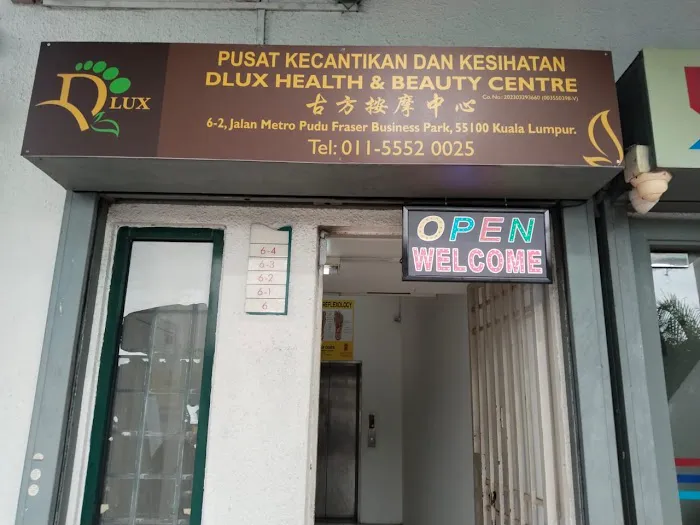 PUSAT KECANTIKAN DAN KESIHATAN
DLUX HEALTH & BEAUTY CENTRE
DLUX
古方按摩中心
6-2, Jalan Metro Pudu Fraser Business Park, 55100 Kuala Lumpur.
Tel: 011-5552 0025
OPEN
WELCOME
6-4
6-3
6-2
6-1
6
REFLEXOLOGY